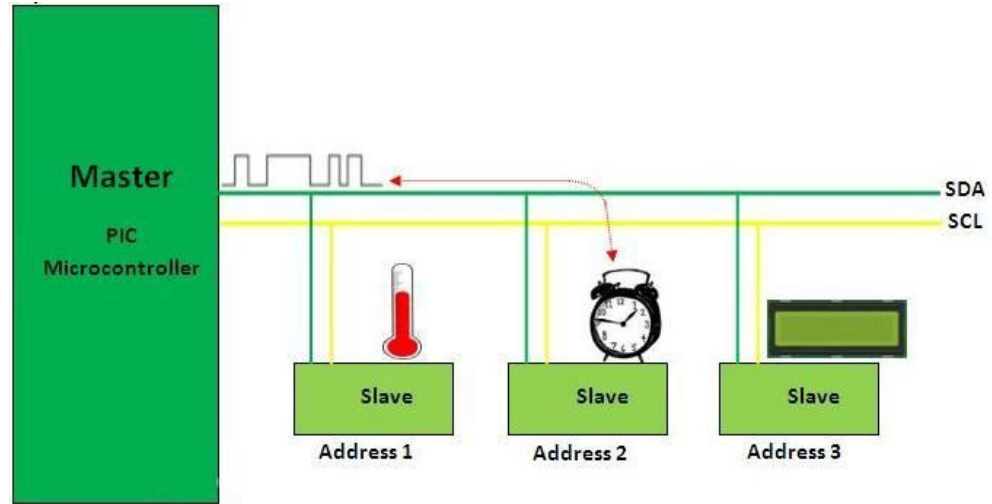 Master
PIC
Microcontroller
SDA
SCL
Slave
Slave
Slave
Address 1
Address 2
Address 3